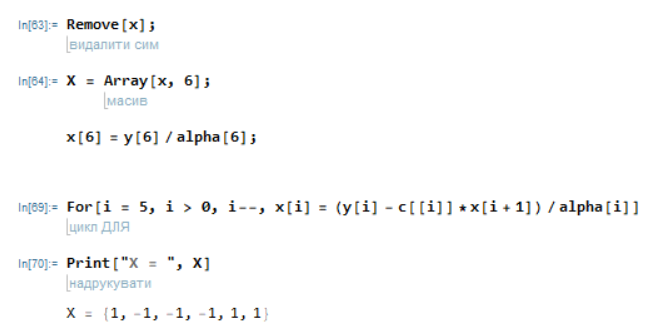 In[63]:= Remove[x];
видалити сим
In[64]:= X = Array[x, 6];
масив
x[6] = y[6] / alpha[6];
In[69]:= For[i = 5, i > 0, i--, x[i] = (y[i] - c[[i]] * x[i + 1]) / alpha[i]]
цикл ДЛЯ
In[70]:= Print["X = ", X]
надрукувати
X = {1, -1, -1, -1, 1, 1}